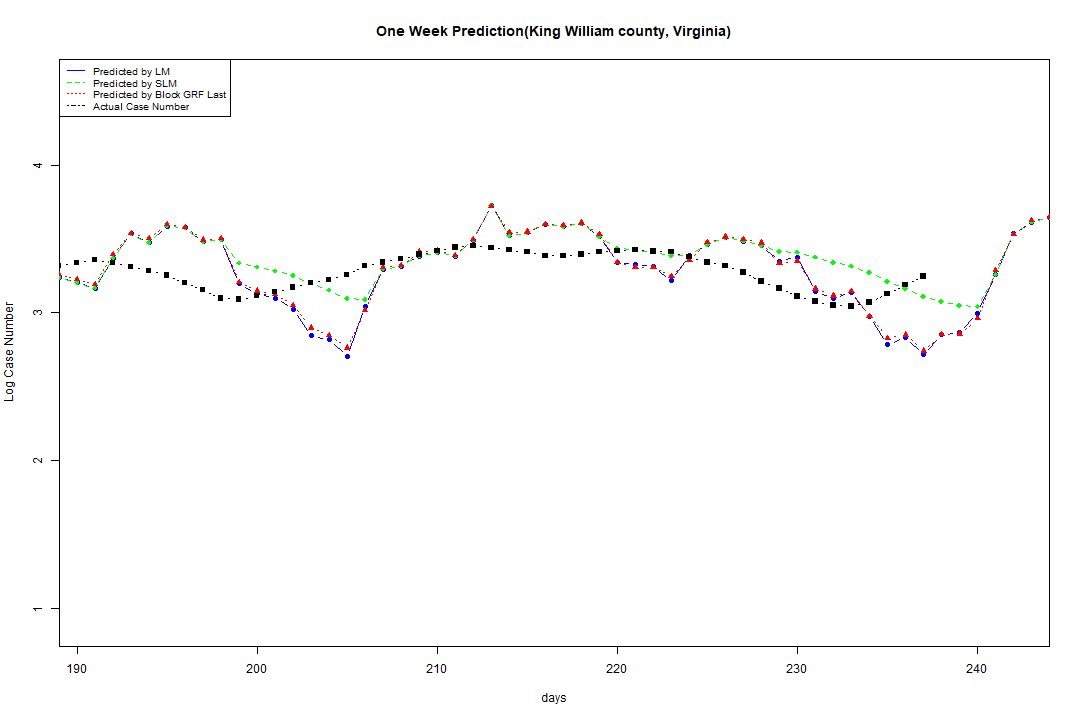 One Week Prediction(King William county, Virginia)
Predicted by LM
Predicted by SLM
Predicted by Block GRF Last
Actual Case Number
4
3
2
1
Log Case Number
190 200 210 220 230 240
days